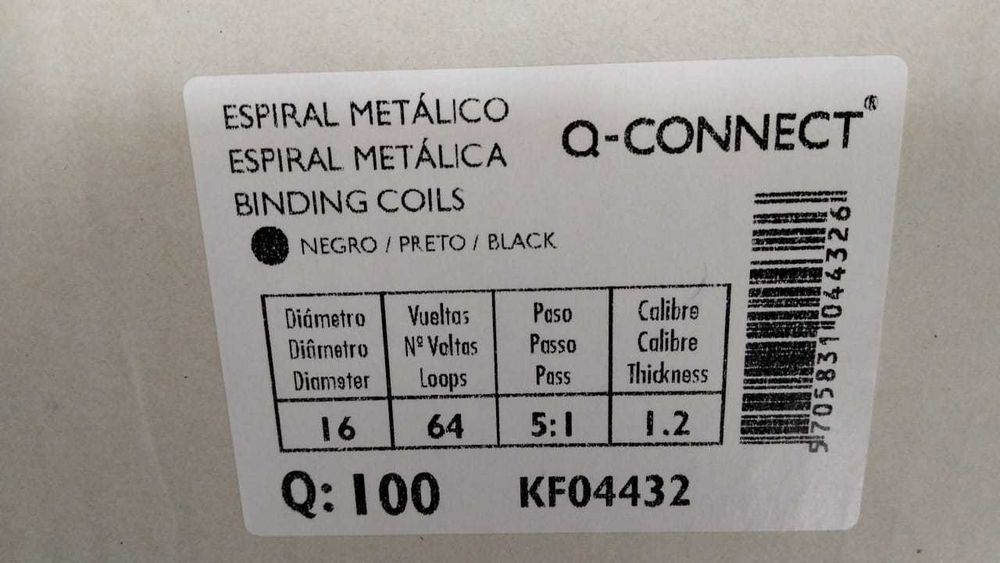 ESPIRAL METÁLICO
ESPIRAL METÁLICA
BINDING COILS
NEGRO / PRETO / BLACK
Q-CONNECT®
Diámetro Vueltas Paso Calibre
Diâmetro Nº Voltas Passo Calibre
Diameter Loops Pass Thickness
16 64 5:1 1.2
Q: 100 KF04432
5705831044326